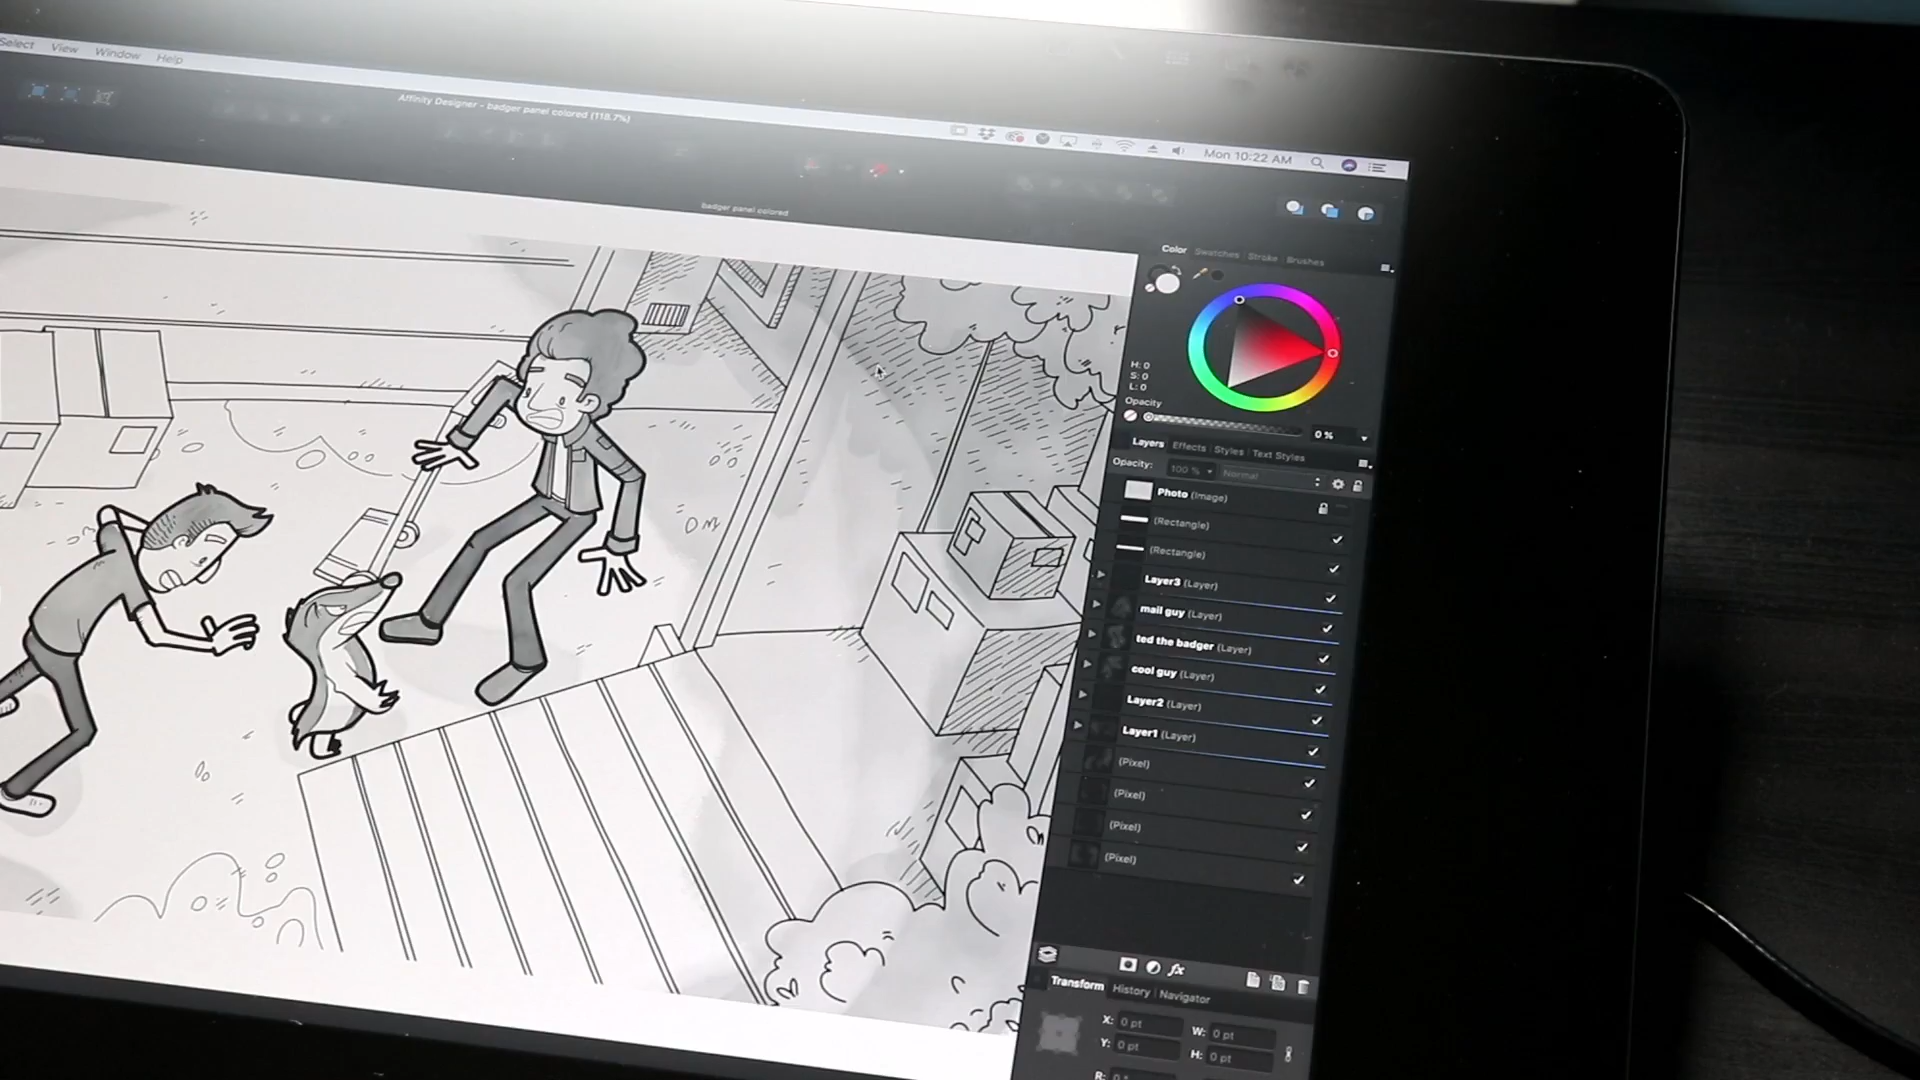 Select View Window Help
Affinity Designer - badger panel colored (118.7%)
Mon 10:22 AM
badger panel colored
Color Swatches Stroke Brushes
H: 0
S: 0
L: 0
Opacity
0 %
Layers Effects Styles Text Styles
Opacity: 100 % Normal
Photo (Image)
(Rectangle)
(Rectangle)
Layer3 (Layer)
mail guy (Layer)
ted the badger (Layer)
cool guy (Layer)
Layer2 (Layer)
Layer1 (Layer)
(Pixel)
(Pixel)
(Pixel)
(Pixel)
fx
Transform History Navigator
X: 0 pt W: 0 pt
Y: 0 pt H: 0 pt
R: